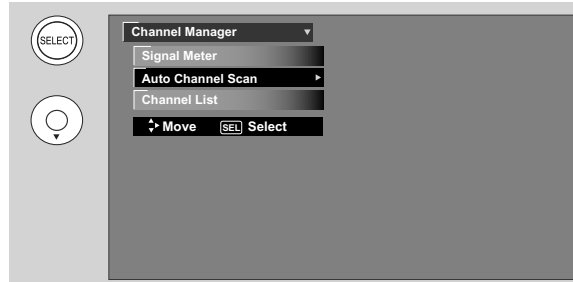 SELECT
Channel Manager
Signal Meter
Auto Channel Scan
Channel List
Move SEL Select